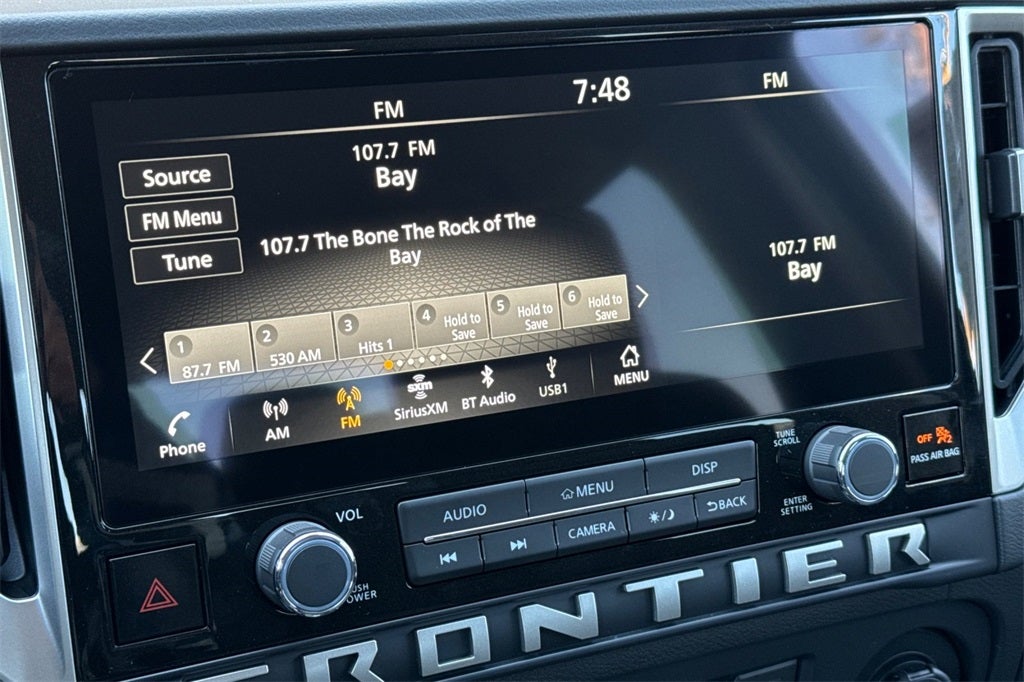 FM
7:48
FM
107.7 FM
Bay
Source
FM Menu
Tune
107.7 The Bone The Rock of The
Bay
107.7 FM
Bay
1
87.7 FM
2
530 AM
3
Hits 1
4
Hold to
Save
5
Hold to
Save
6
Hold to
Save
Phone
AM
FM
sxm
SiriusXM
BT Audio
USB1
MENU
VOL
AUDIO
MENU
DISP
CAMERA
BACK
TUNE
SCROLL
ENTER
SETTING
OFF 2
PASS AIR BAG
FRONTIER